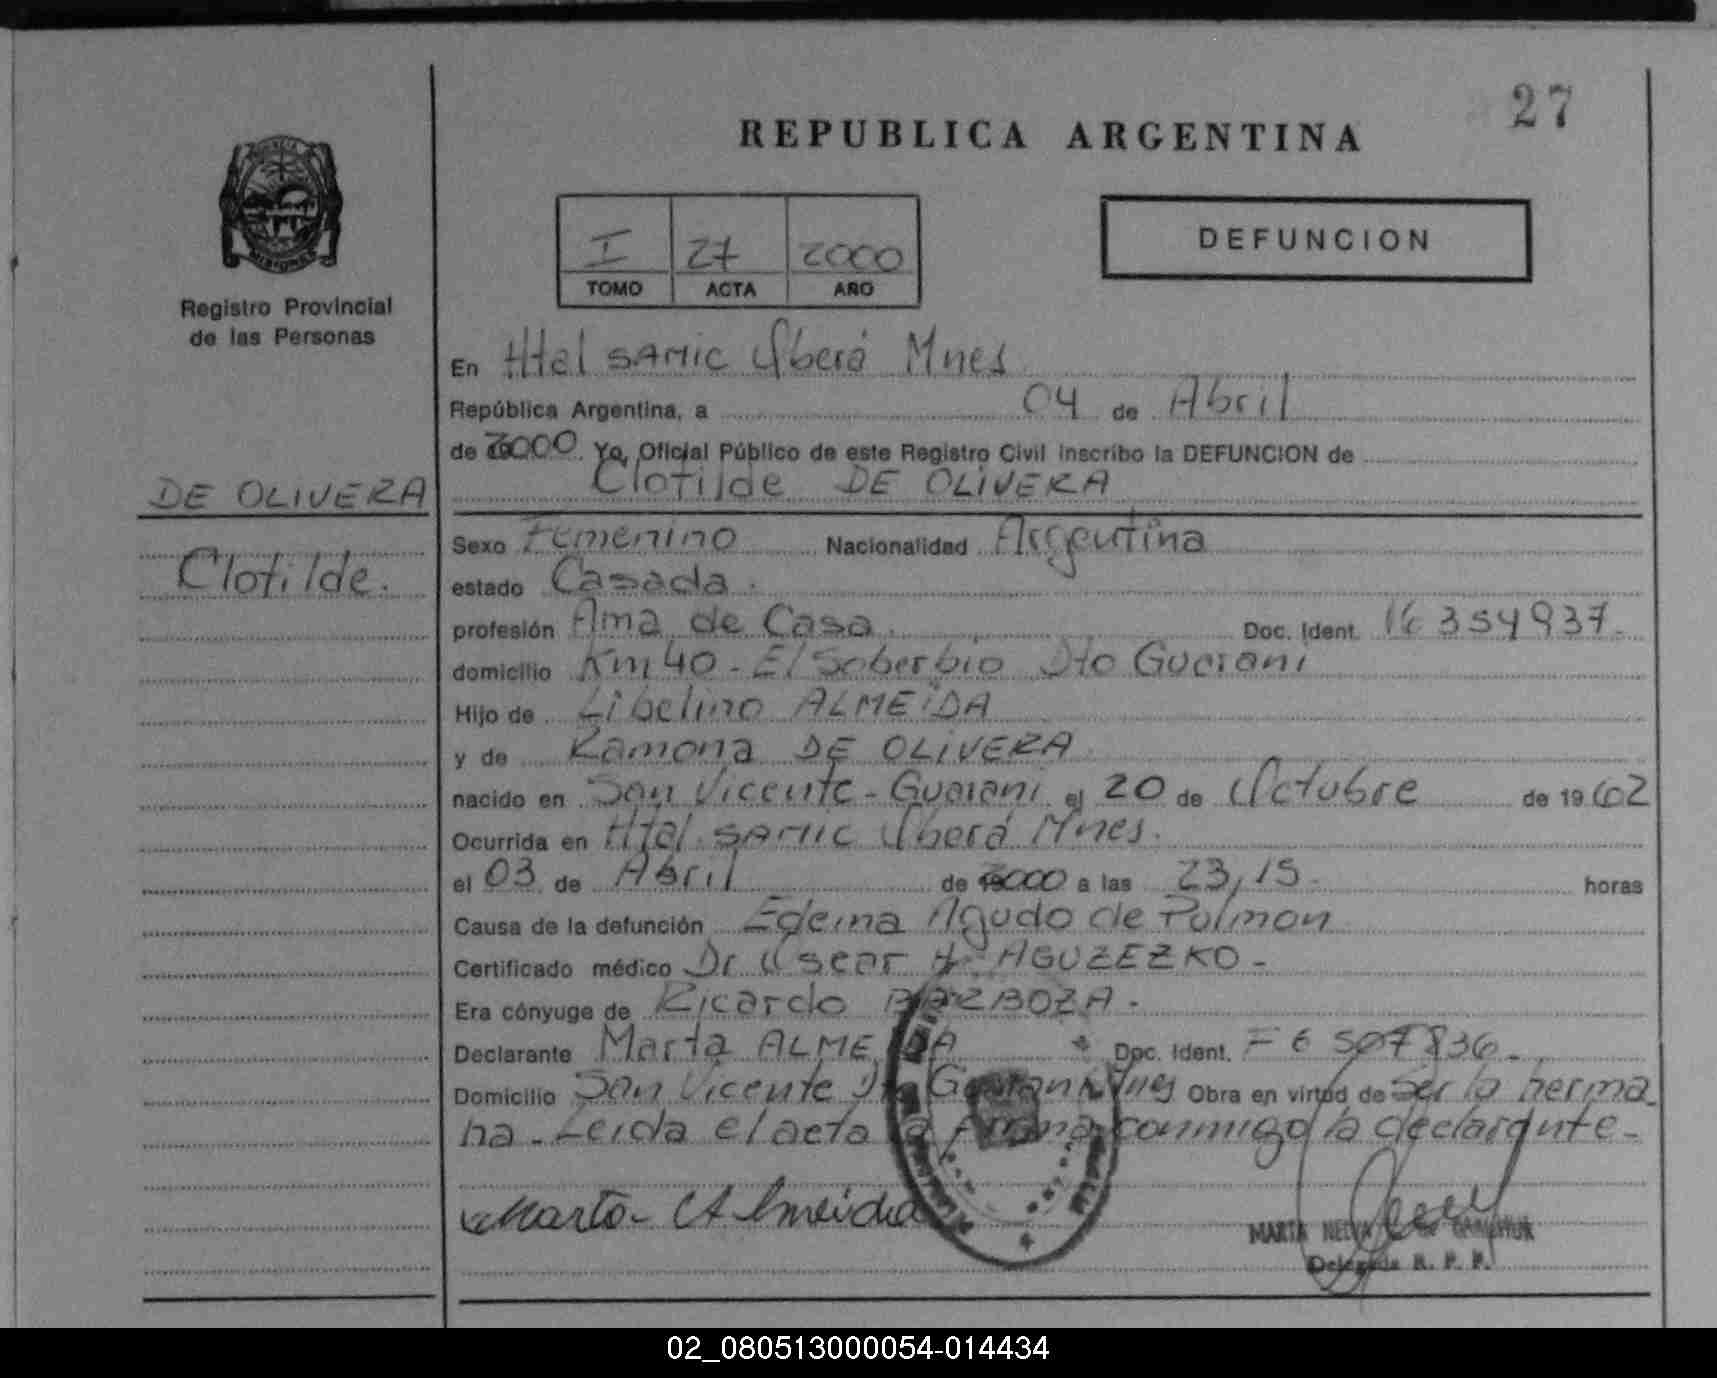 27
REPUBLICA ARGENTINA
I 27 2000
TOMO ACTA AÑO
DEFUNCION
MISIONES
Registro Provincial
de las Personas
En Htal SAMIC Oberá Mnes
República Argentina, a 04 de Abril
de 2000. Yo, Oficial Público de este Registro Civil inscribo la DEFUNCION de
DE OLIVERA
Clotilde DE OLIVERA
Clotilde.
Sexo Femenino Nacionalidad Argentina
estado Casada.
profesión Ama de Casa. Doc. Ident. 16 354937.
domicilio Km 40 - El Soberbio Dto Guarani
Hijo de Libelino ALMEIDA
y de Ramona DE OLIVERA
nacido en San Vicente - Guarani el 20 de Octubre de 1962
Ocurrida en Htal. SAMIC Oberá Mnes.
el 03 de Abril de 2000 a las 23,15. horas
Causa de la defunción Edema Agudo de Pulmon
Certificado médico Dr Oscar A. AGUZEZKO -
Era cónyuge de Ricardo BARBOZA.
Declarante Marta ALMEIDA Doc. Ident. F 6 507836.
Domicilio San Vicente Dto Guarani Mnes Obra en virtud de Ser la herma_
na - Leida el acta la firma conmigo la declarante -
Marta Almeida
MARTA
Delegada R. P. P.
02_080513000054-014434